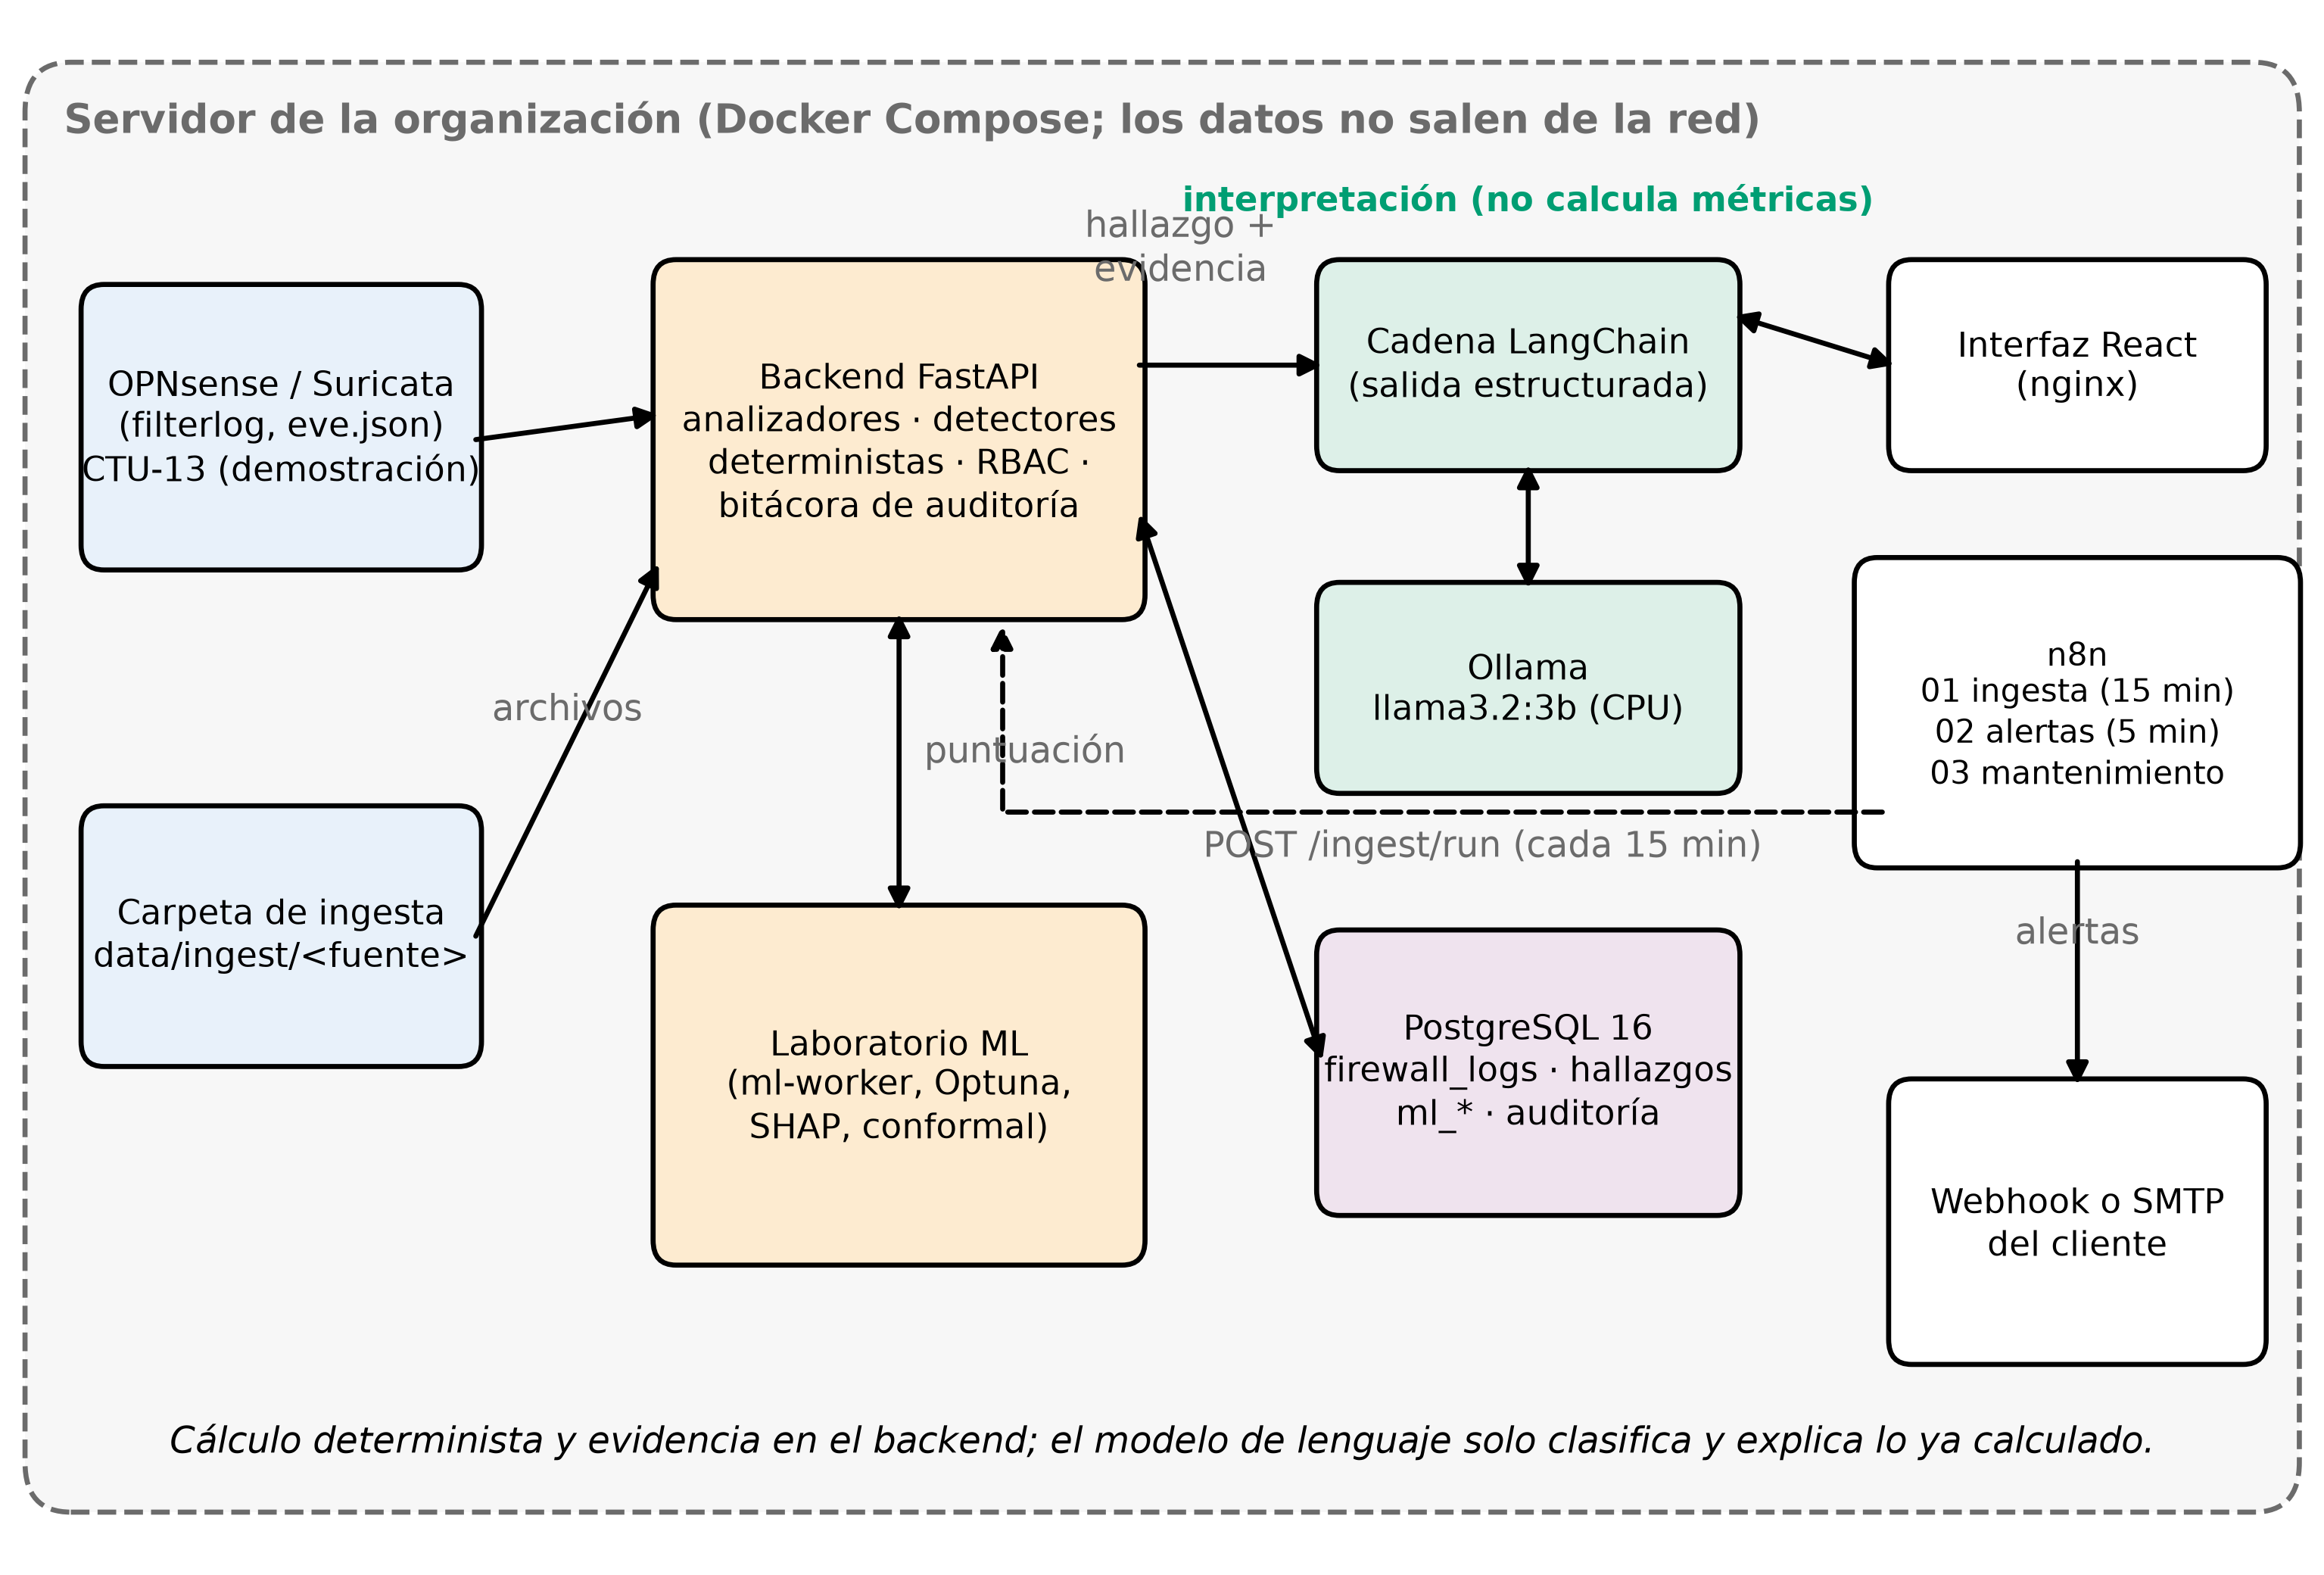 Servidor de la organización (Docker Compose; los datos no salen de la red)
interpretación (no calcula métricas)
hallazgo +
evidencia
OPNsense / Suricata
(filterlog, eve.json)
CTU-13 (demostración)
Backend FastAPI
analizadores · detectores
deterministas · RBAC ·
bitácora de auditoría
Cadena LangChain
(salida estructurada)
Interfaz React
(nginx)
archivos
puntuación
Ollama
llama3.2:3b (CPU)
n8n
01 ingesta (15 min)
02 alertas (5 min)
03 mantenimiento
POST /ingest/run (cada 15 min)
alertas
Carpeta de ingesta
data/ingest/<fuente>
Laboratorio ML
(ml-worker, Optuna,
SHAP, conformal)
PostgreSQL 16
firewall_logs · hallazgos
ml_* · auditoría
Webhook o SMTP
del cliente
Cálculo determinista y evidencia en el backend; el modelo de lenguaje solo clasifica y explica lo ya calculado.